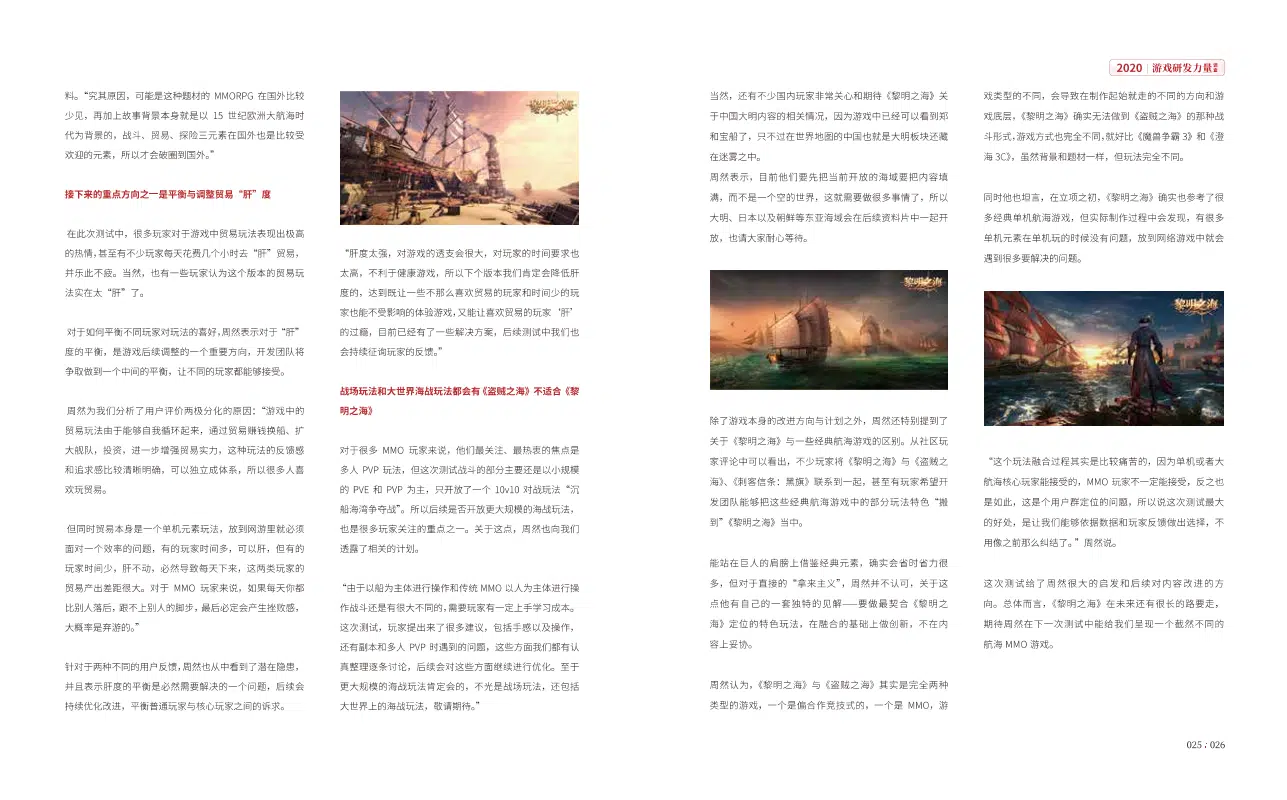 2020 游戏研发力量
料。“究其原因，可能是这种题材的 MMORPG 在国外比较
少见，再加上故事背景本身就是以 15 世纪欧洲大航海时
代为背景的，战斗、贸易、探险三元素在国外也是比较受
欢迎的元素，所以才会破圈到国外。”
接下来的重点方向之一是平衡与调整贸易“肝”度
在此次测试中，很多玩家对于游戏中贸易玩法表现出极高
的热情，甚至有不少玩家每天花费几个小时去“肝”贸易，
并乐此不疲。当然，也有一些玩家认为这个版本的贸易玩
法实在太“肝”了。
对于如何平衡不同玩家对玩法的喜好，周然表示对于“肝”
度的平衡，是游戏后续调整的一个重要方向，开发团队将
争取做到一个中间的平衡，让不同的玩家都能够接受。
周然为我们分析了用户评价两极分化的原因：“游戏中的
贸易玩法由于能够自我循环起来，通过贸易赚钱换船、扩
大舰队，投资，进一步增强贸易实力，这种玩法的反馈感
和追求感比较清晰明确，可以独立成体系，所以很多人喜
欢玩贸易。
但同时贸易本身是一个单机元素玩法，放到网游里就必须
面对一个效率的问题，有的玩家时间多，可以肝，但有的
玩家时间少，肝不动，必然导致每天下来，这两类玩家的
贸易产出差距很大。对于 MMO 玩家来说，如果每天你都
比别人落后，跟不上别人的脚步，最后必定会产生挫败感，
大概率是弃游的。”
针对于两种不同的用户反馈，周然也从中看到了潜在隐患，
并且表示肝度的平衡是必然需要解决的一个问题，后续会
持续优化改进，平衡普通玩家与核心玩家之间的诉求。
黎明之海
“肝度太强，对游戏的透支会很大，对玩家的时间要求也
太高，不利于健康游戏，所以下个版本我们肯定会降低肝
度的，达到既让一些不那么喜欢贸易的玩家和时间少的玩
家也能不受影响的体验游戏，又能让喜欢贸易的玩家‘肝’
的过瘾，目前已经有了一些解决方案，后续测试中我们也
会持续征询玩家的反馈。”
战场玩法和大世界海战玩法都会有《盗贼之海》不适合《黎
明之海》
对于很多 MMO 玩家来说，他们最关注、最热衷的焦点是
多人 PVP 玩法，但这次测试战斗的部分主要还是以小规模
的 PVE 和 PVP 为主，只开放了一个 10v10 对战玩法“沉
船海湾争夺战”。所以后续是否开放更大规模的海战玩法，
也是很多玩家关注的重点之一。关于这点，周然也向我们
透露了相关的计划。
“由于以船为主体进行操作和传统 MMO 以人为主体进行操
作战斗还是有很大不同的，需要玩家有一定上手学习成本。
这次测试，玩家提出来了很多建议，包括手感以及操作，
还有副本和多人 PVP 时遇到的问题，这些方面我们都有认
真整理逐条讨论，后续会对这些方面继续进行优化。至于
更大规模的海战玩法肯定会的，不光是战场玩法，还包括
大世界上的海战玩法，敬请期待。”
当然，还有不少国内玩家非常关心和期待《黎明之海》关
于中国大明内容的相关情况，因为游戏中已经可以看到郑
和宝船了，只不过在世界地图的中国也就是大明板块还藏
在迷雾之中。
周然表示，目前他们要先把当前开放的海域要把内容填
满，而不是一个空的世界，这就需要做很多事情了，所以
大明、日本以及朝鲜等东亚海域会在后续资料片中一起开
放，也请大家耐心等待。
黎明之海
除了游戏本身的改进方向与计划之外，周然还特别提到了
关于《黎明之海》与一些经典航海游戏的区别。从社区玩
家评论中可以看出，不少玩家将《黎明之海》与《盗贼之
海》、《刺客信条：黑旗》联系到一起，甚至有玩家希望开
发团队能够把这些经典航海游戏中的部分玩法特色“搬
到”《黎明之海》当中。
能站在巨人的肩膀上借鉴经典元素，确实会省时省力很
多，但对于直接的“拿来主义”，周然并不认可，关于这
点他有自己的一套独特的见解——要做最契合《黎明之
海》定位的特色玩法，在融合的基础上做创新，不在内
容上妥协。
周然认为，《黎明之海》与《盗贼之海》其实是完全两种
类型的游戏，一个是偏合作竞技式的，一个是 MMO，游
戏类型的不同，会导致在制作起始就走的不同的方向和游
戏底层，《黎明之海》确实无法做到《盗贼之海》的那种战
斗形式，游戏方式也完全不同，就好比《魔兽争霸 3》和《澄
海 3C》，虽然背景和题材一样，但玩法完全不同。
同时他也坦言，在立项之初，《黎明之海》确实也参考了很
多经典单机航海游戏，但实际制作过程中会发现，有很多
单机元素在单机玩的时候没有问题，放到网络游戏中就会
遇到很多要解决的问题。
黎明之海
“这个玩法融合过程其实是比较痛苦的，因为单机或者大
航海核心玩家能接受的，MMO 玩家不一定能接受，反之也
是如此，这是个用户群定位的问题，所以说这次测试最大
的好处，是让我们能够依据数据和玩家反馈做出选择，不
用像之前那么纠结了。”周然说。
这次测试给了周然很大的启发和后续对内容改进的方
向。总体而言，《黎明之海》在未来还有很长的路要走，
期待周然在下一次测试中能给我们呈现一个截然不同的
航海 MMO 游戏。
025 / 026